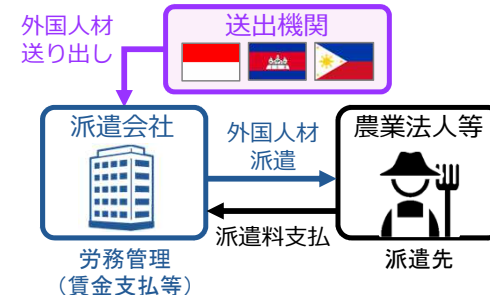 外国人材
送り出し
送出機関
派遣会社
外国人材
派遣
農業法人等
派遣料支払
労務管理
（賃金支払等）
派遣先